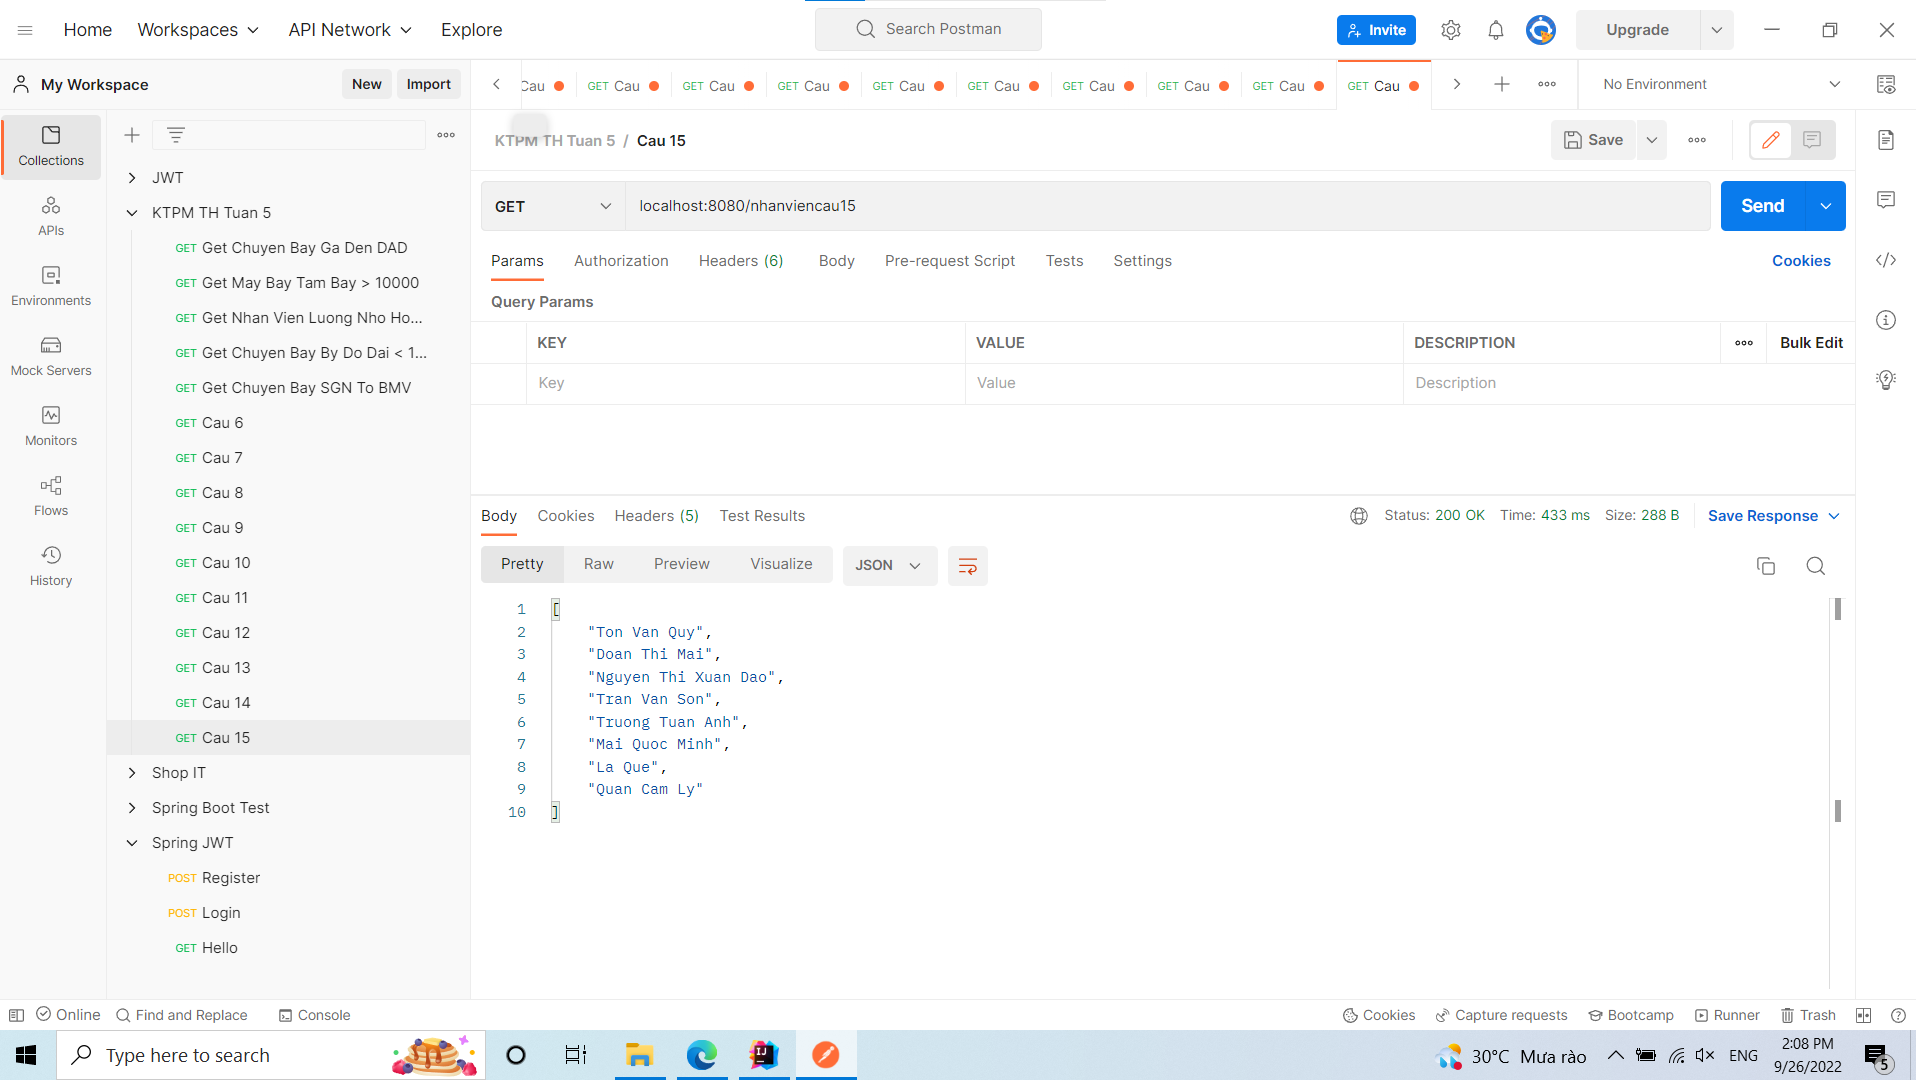 Home
Workspaces
API Network
Explore
Search Postman
Invite
Upgrade
My Workspace
New
Import
Cau
GET Cau
GET Cau
GET Cau
GET Cau
GET Cau
GET Cau
GET Cau
GET Cau
GET Cau
No Environment
Collections
APIs
Environments
Mock Servers
Monitors
Flows
History
JWT
KTPM TH Tuan 5
GET Get Chuyen Bay Ga Den DAD
GET Get May Bay Tam Bay > 10000
GET Get Nhan Vien Luong Nho Ho...
GET Get Chuyen Bay By Do Dai < 1...
GET Get Chuyen Bay SGN To BMV
GET Cau 6
GET Cau 7
GET Cau 8
GET Cau 9
GET Cau 10
GET Cau 11
GET Cau 12
GET Cau 13
GET Cau 14
GET Cau 15
Shop IT
Spring Boot Test
Spring JWT
POST Register
POST Login
GET Hello
KTPM TH Tuan 5 / Cau 15
Save
GET
localhost:8080/nhanviencau15
Send
Params
Authorization
Headers (6)
Body
Pre-request Script
Tests
Settings
Cookies
Query Params
KEY
VALUE
DESCRIPTION
Bulk Edit
Key
Value
Description
Body
Cookies
Headers (5)
Test Results
Status: 200 OK
Time: 433 ms
Size: 288 B
Save Response
Pretty
Raw
Preview
Visualize
JSON
1 [
2 "Ton Van Quy",
3 "Doan Thi Mai",
4 "Nguyen Thi Xuan Dao",
5 "Tran Van Son",
6 "Truong Tuan Anh",
7 "Mai Quoc Minh",
8 "La Que",
9 "Quan Cam Ly"
10 ]
Online
Find and Replace
Console
Cookies
Capture requests
Bootcamp
Runner
Trash
Type here to search
30°C Mưa rào
ENG
2:08 PM
9/26/2022
5